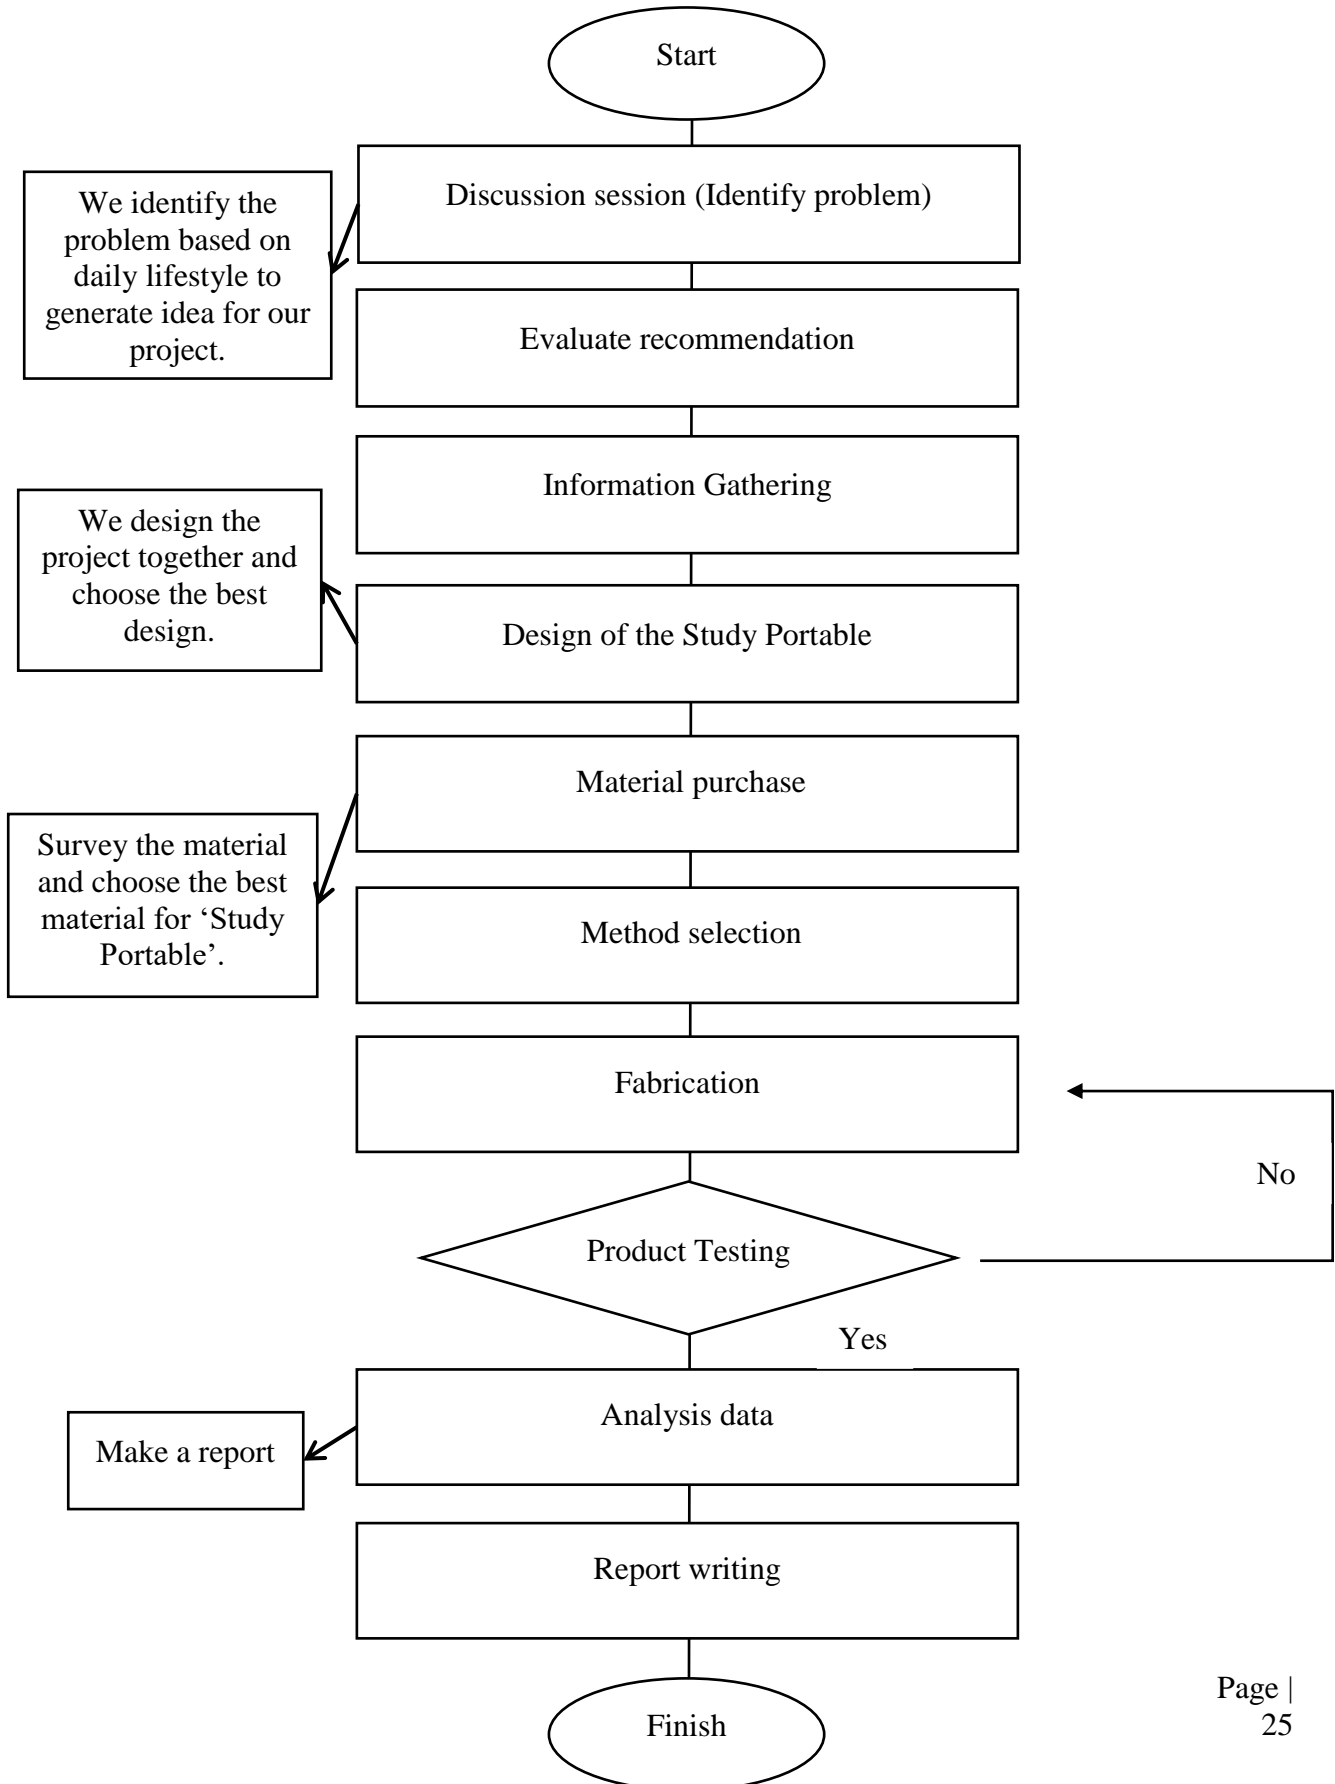 Start
Discussion session (Identify problem)
We identify the
problem based on
daily lifestyle to
generate idea for our
project.
Evaluate recommendation
Information Gathering
We design the
project together and
choose the best
design.
Design of the Study Portable
Material purchase
Survey the material
and choose the best
material for ‘Study
Portable’.
Method selection
Fabrication
No
Product Testing
Yes
Analysis data
Make a report
Report writing
Finish
Page |
25